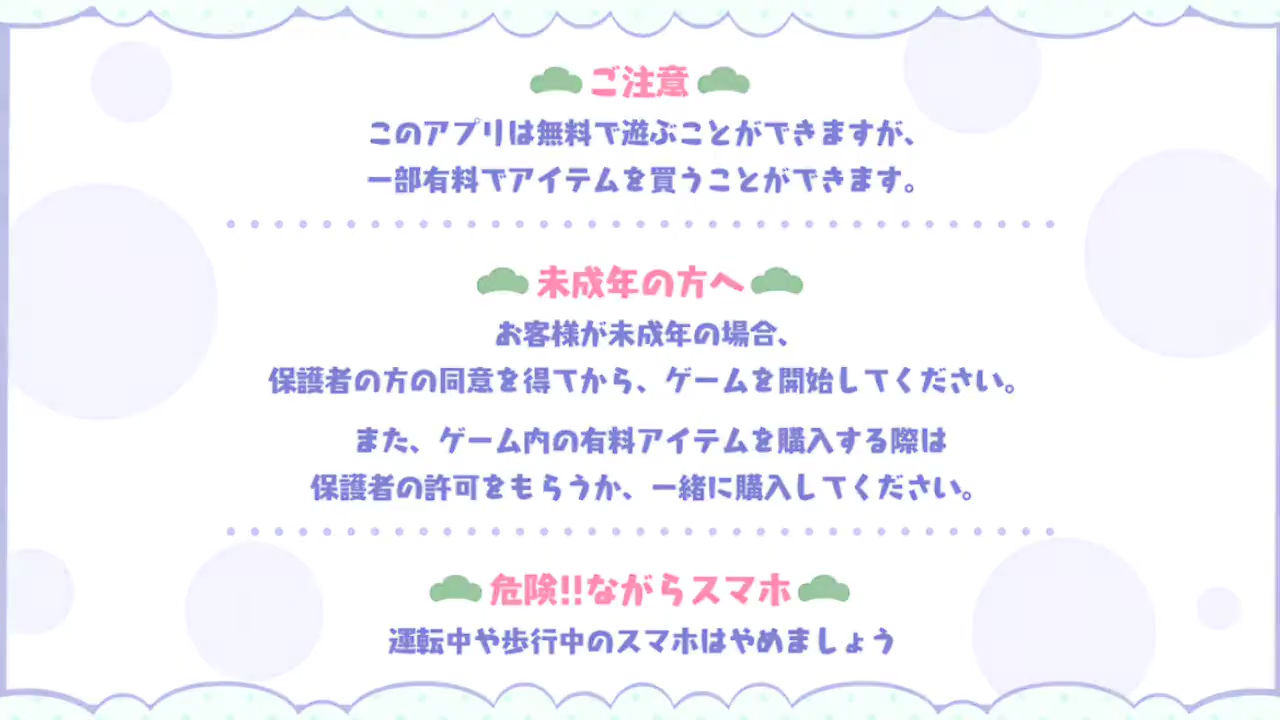 ご注意
このアプリは無料で遊ぶことができますが、
一部有料でアイテムを買うことができます。
未成年の方へ
お客様が未成年の場合、
保護者の方の同意を得てから、ゲームを開始してください。
また、ゲーム内の有料アイテムを購入する際は
保護者の許可をもらうか、一緒に購入してください。
危険!!ながらスマホ
運転中や歩行中のスマホはやめましょう